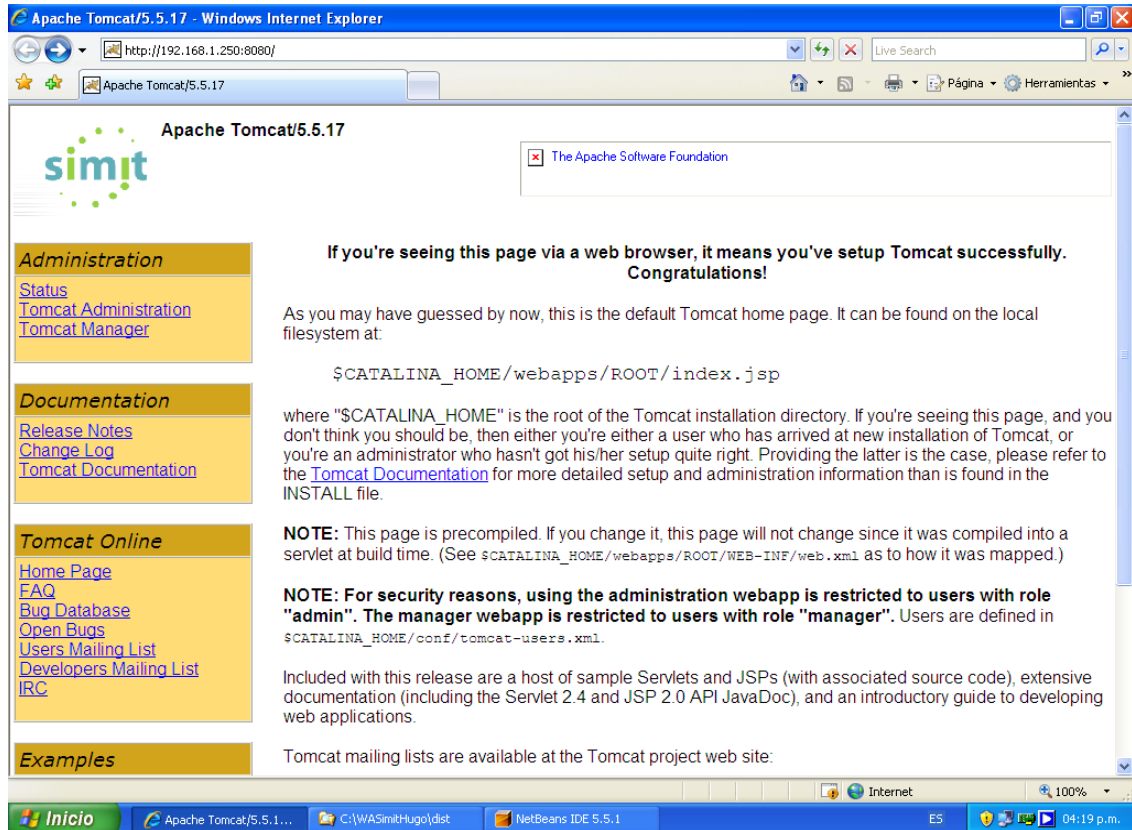 Apache Tomcat/5.5.17 - Windows Internet Explorer
http://192.168.1.250:8080/
Live Search
Apache Tomcat/5.5.17
Página
Herramientas
»
simit
Apache Tomcat/5.5.17
The Apache Software Foundation
Administration
Status
Tomcat Administration
Tomcat Manager
Documentation
Release Notes
Change Log
Tomcat Documentation
Tomcat Online
Home Page
FAQ
Bug Database
Open Bugs
Users Mailing List
Developers Mailing List
IRC
Examples
If you're seeing this page via a web browser, it means you've setup Tomcat successfully.
Congratulations!
As you may have guessed by now, this is the default Tomcat home page. It can be found on the local
filesystem at:
$CATALINA_HOME/webapps/ROOT/index.jsp
where "$CATALINA_HOME" is the root of the Tomcat installation directory. If you're seeing this page, and you
don't think you should be, then either you're either a user who has arrived at new installation of Tomcat, or
you're an administrator who hasn't got his/her setup quite right. Providing the latter is the case, please refer to
the Tomcat Documentation for more detailed setup and administration information than is found in the
INSTALL file.
NOTE: This page is precompiled. If you change it, this page will not change since it was compiled into a
servlet at build time. (See $CATALINA_HOME/webapps/ROOT/WEB-INF/web.xml as to how it was mapped.)
NOTE: For security reasons, using the administration webapp is restricted to users with role
"admin". The manager webapp is restricted to users with role "manager". Users are defined in
$CATALINA_HOME/conf/tomcat-users.xml.
Included with this release are a host of sample Servlets and JSPs (with associated source code), extensive
documentation (including the Servlet 2.4 and JSP 2.0 API JavaDoc), and an introductory guide to developing
web applications.
Tomcat mailing lists are available at the Tomcat project web site:
Internet
100%
Inicio
Apache Tomcat/5.5.1...
C:\WASimitHugo\dist
NetBeans IDE 5.5.1
ES
04:19 p.m.